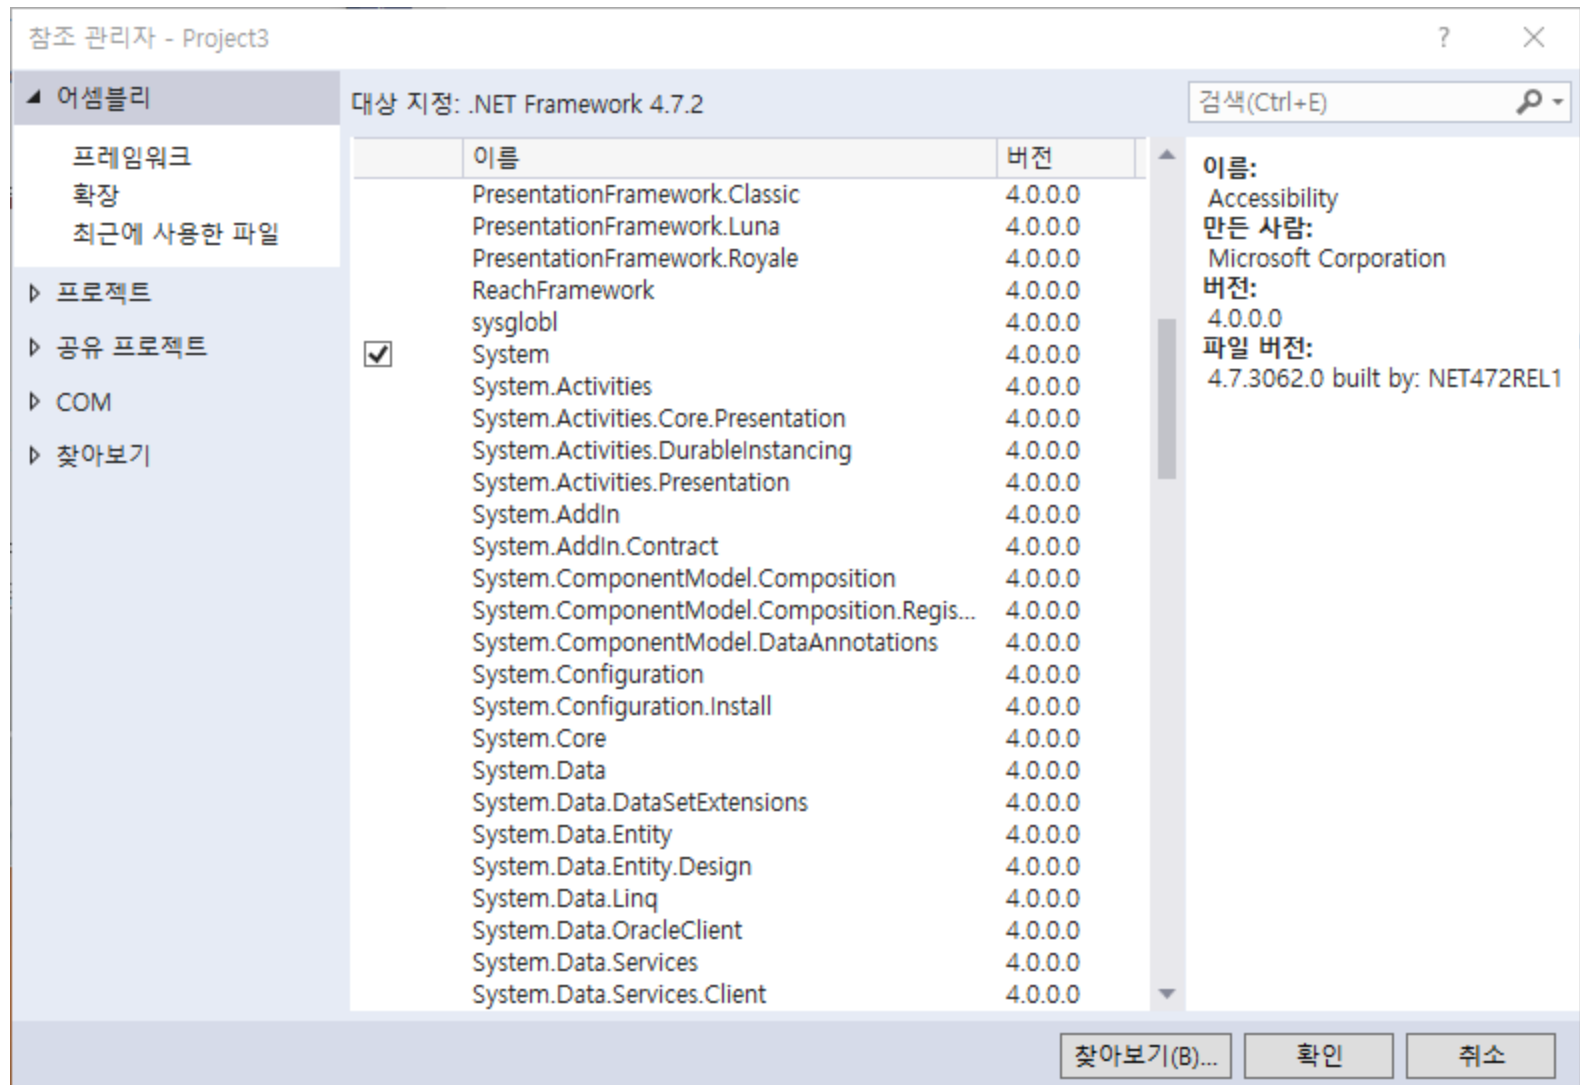 참조 관리자 - Project3
?
어셈블리
프레임워크
확장
최근에 사용한 파일
프로젝트
공유 프로젝트
COM
찾아보기
대상 지정: .NET Framework 4.7.2
검색(Ctrl+E)
이름 버전
PresentationFramework.Classic 4.0.0.0
PresentationFramework.Luna 4.0.0.0
PresentationFramework.Royale 4.0.0.0
ReachFramework 4.0.0.0
sysglobl 4.0.0.0
System 4.0.0.0
System.Activities 4.0.0.0
System.Activities.Core.Presentation 4.0.0.0
System.Activities.DurableInstancing 4.0.0.0
System.Activities.Presentation 4.0.0.0
System.AddIn 4.0.0.0
System.AddIn.Contract 4.0.0.0
System.ComponentModel.Composition 4.0.0.0
System.ComponentModel.Composition.Regis... 4.0.0.0
System.ComponentModel.DataAnnotations 4.0.0.0
System.Configuration 4.0.0.0
System.Configuration.Install 4.0.0.0
System.Core 4.0.0.0
System.Data 4.0.0.0
System.Data.DataSetExtensions 4.0.0.0
System.Data.Entity 4.0.0.0
System.Data.Entity.Design 4.0.0.0
System.Data.Linq 4.0.0.0
System.Data.OracleClient 4.0.0.0
System.Data.Services 4.0.0.0
System.Data.Services.Client 4.0.0.0
이름:
Accessibility
만든 사람:
Microsoft Corporation
버전:
4.0.0.0
파일 버전:
4.7.3062.0 built by: NET472REL1
찾아보기(B)... 확인 취소